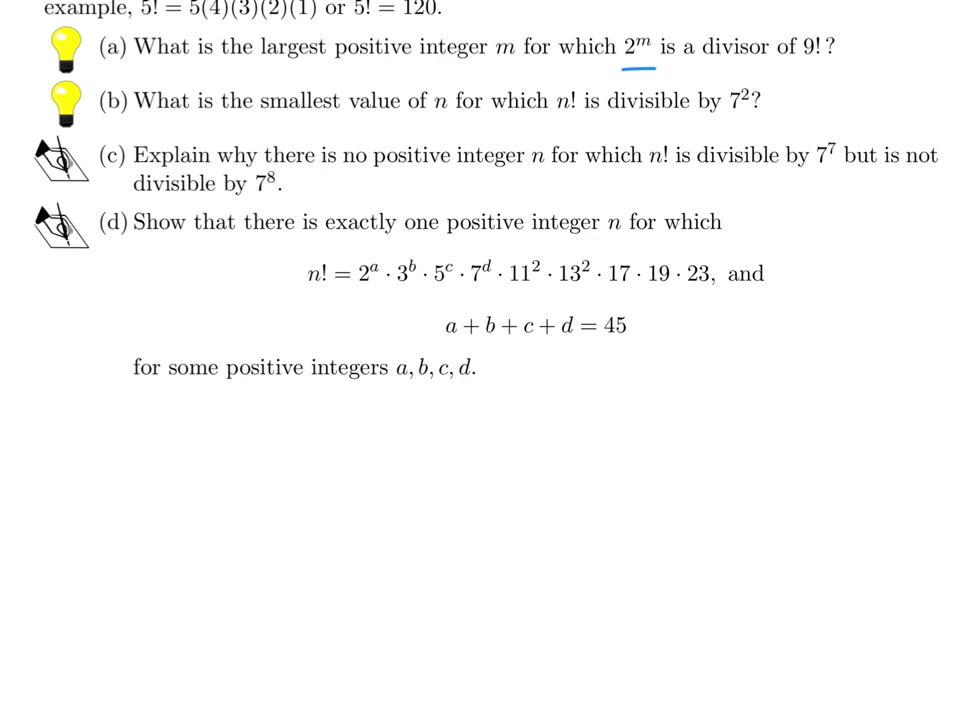 example, 5! = 5(4)(3)(2)(1) or 5! = 120.
(a) What is the largest positive integer m for which 2^m is a divisor of 9! ?
(b) What is the smallest value of n for which n! is divisible by 7^2?
(c) Explain why there is no positive integer n for which n! is divisible by 7^7 but is not
divisible by 7^8.
(d) Show that there is exactly one positive integer n for which
n! = 2^a · 3^b · 5^c · 7^d · 11^2 · 13^2 · 17 · 19 · 23, and
a + b + c + d = 45
for some positive integers a, b, c, d.